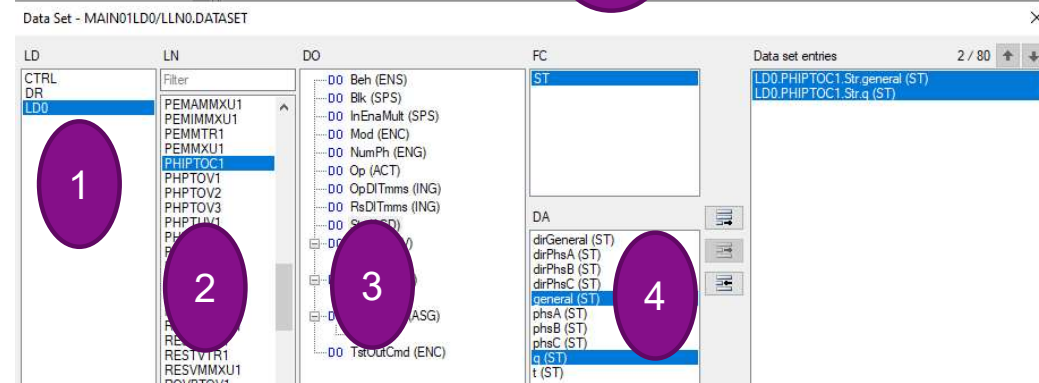 Data Set - MAIN01LD0/LLN0.DATASET
LD
CTRL
DR
LD0
1
LN
Filter
PEMAMMXU1
PEMIMMXU1
PEMMTR1
PEMMXU1
PHIPTOC1
PHPTOV1
PHPTOV2
PHPTOV3
2
RESTVTR1
RESVMMXU1
DO
DO Beh (ENS)
DO Blk (SPS)
DO InEnaMult (SPS)
DO Mod (ENC)
DO NumPh (ENG)
DO Op (ACT)
DO OpDlTmms (ING)
DO RsDlTmms (ING)
DO
3
(ASG)
DO TstOutCmd (ENC)
FC
ST
DA
dirGeneral (ST)
dirPhsA (ST)
dirPhsB (ST)
dirPhsC (ST)
general (ST)
phsA (ST)
phsB (ST)
phsC (ST)
q (ST)
t (ST)
4
Data set entries 2 / 80
LD0.PHIPTOC1.Str.general (ST)
LD0.PHIPTOC1.Str.q (ST)